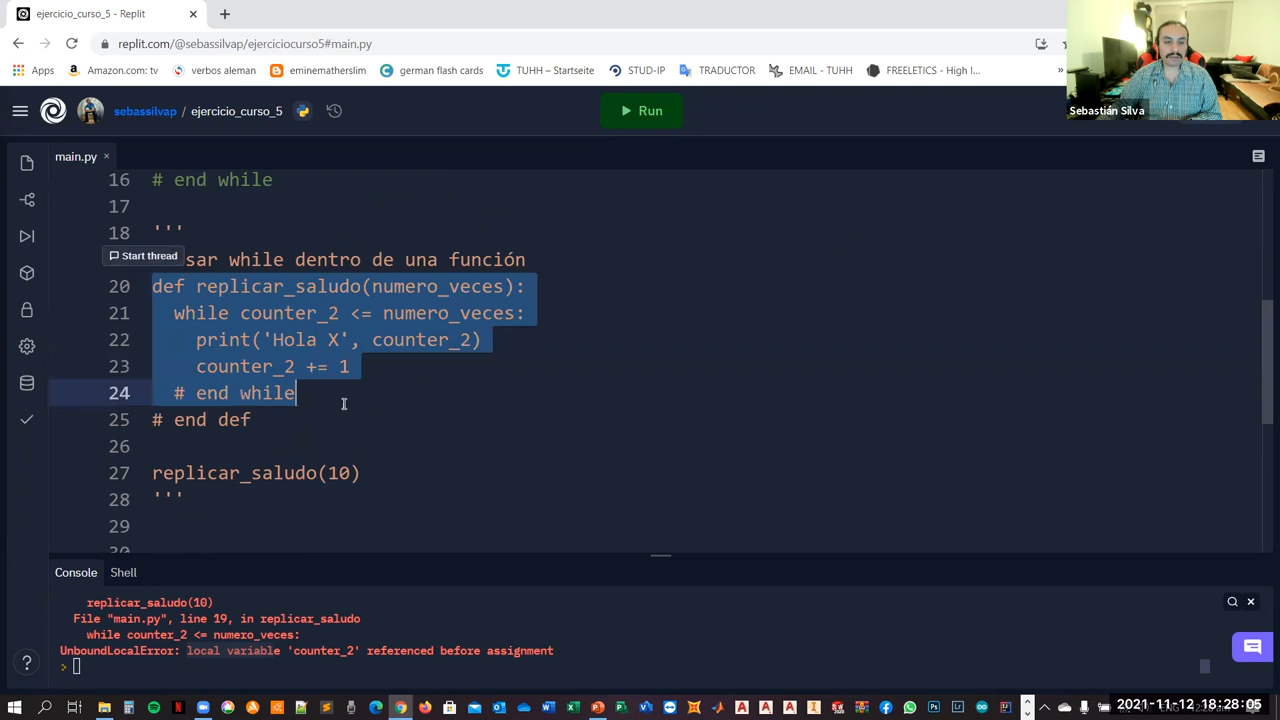 ejercicio_curso_5 - Replit
replit.com/@sebassilvap/ejerciciocurso5#main.py
Apps
Amazon.com: tv
verbos aleman
eminematherslim
german flash cards
TUHH – Startseite
STUD-IP
TRADUCTOR
EMAIL - TUHH
FREELETICS - High I...
»
Sebastián Silva
sebassilvap / ejercicio_curso_5
Run
main.py
16 # end while
17
18 '''
Start thread
sar while dentro de una función
20 def replicar_saludo(numero_veces):
21 while counter_2 <= numero_veces:
22 print('Hola X', counter_2)
23 counter_2 += 1
24 # end while
25 # end def
26
27 replicar_saludo(10)
28 '''
29
30
Console Shell
replicar_saludo(10)
File "main.py", line 19, in replicar_saludo
while counter_2 <= numero_veces:
UnboundLocalError: local variable 'counter_2' referenced before assignment
>
?
2021-11-12 18:28:05